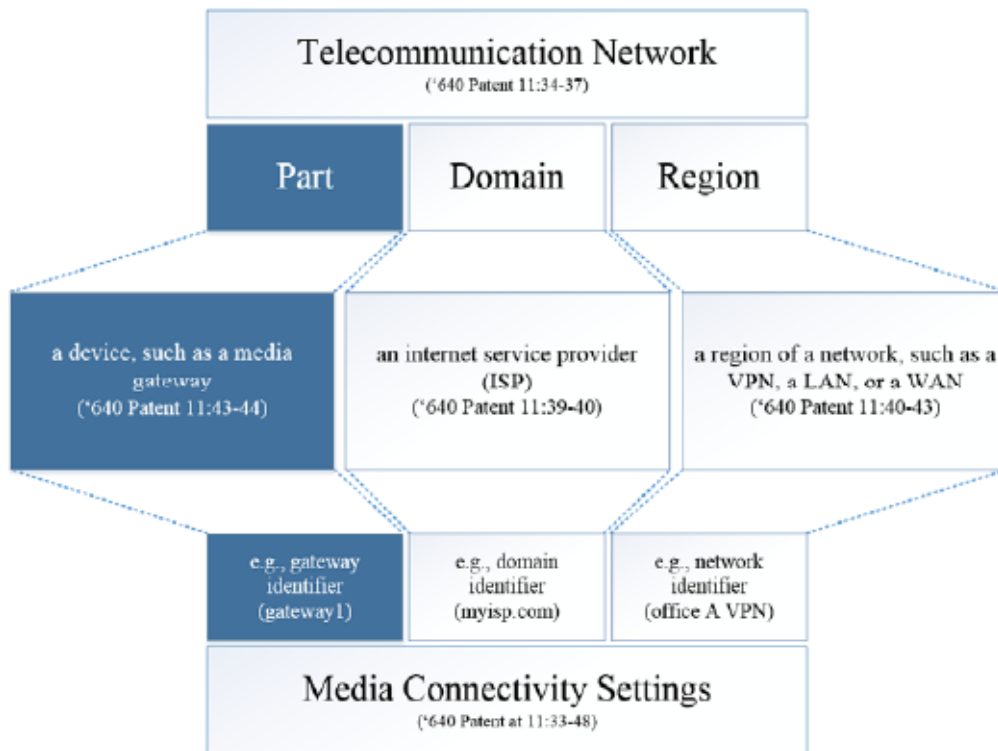 Telecommunication Network
(‘640 Patent 11:34-37)
Part
Domain
Region
a device, such as a media
gateway
(‘640 Patent 11:43-44)
an internet service provider
(ISP)
(‘640 Patent 11:39-40)
a region of a network, such as a
VPN, a LAN, or a WAN
(‘640 Patent 11:40-43)
e.g., gateway
identifier
(gateway1)
e.g., domain
identifier
(myisp.com)
e.g., network
identifier
(office A VPN)
Media Connectivity Settings
(‘640 Patent at 11:33-48)